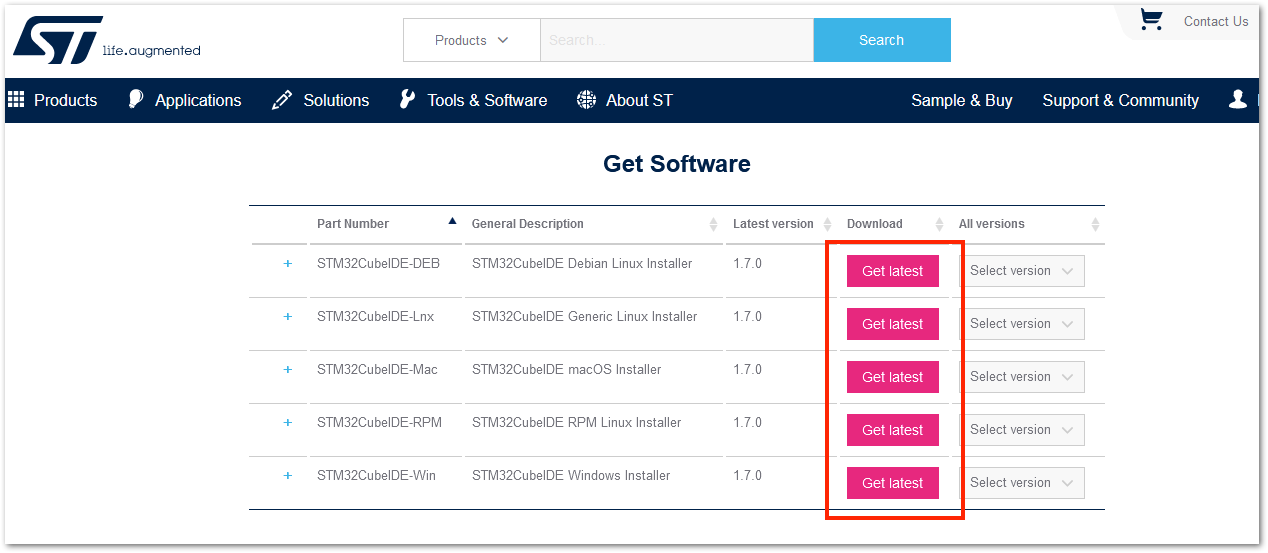 ST life.augmented
Products
Search...
Search
Contact Us
Products Applications Solutions Tools & Software About ST Sample & Buy Support & Community
Get Software
Part Number General Description Latest version Download All versions
+ STM32CubeIDE-DEB STM32CubeIDE Debian Linux Installer 1.7.0 Get latest Select version
+ STM32CubeIDE-Lnx STM32CubeIDE Generic Linux Installer 1.7.0 Get latest Select version
+ STM32CubeIDE-Mac STM32CubeIDE macOS Installer 1.7.0 Get latest Select version
+ STM32CubeIDE-RPM STM32CubeIDE RPM Linux Installer 1.7.0 Get latest Select version
+ STM32CubeIDE-Win STM32CubeIDE Windows Installer 1.7.0 Get latest Select version